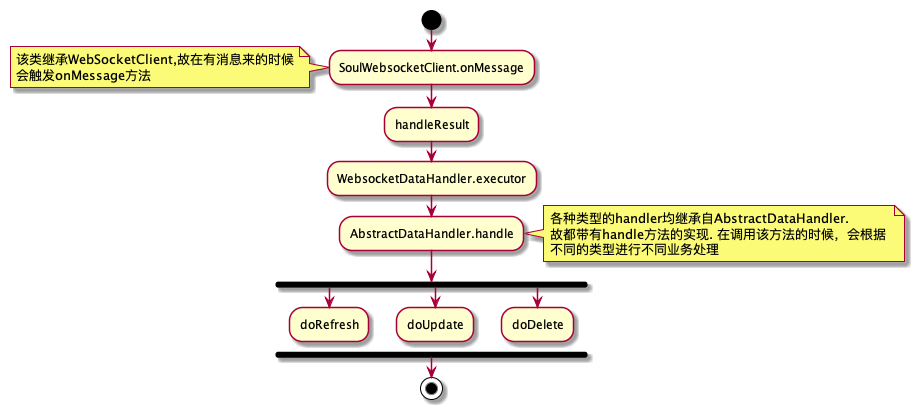 该类继承WebSocketClient,故在有消息来的时候
会触发onMessage方法
SoulWebsocketClient.onMessage
handleResult
WebsocketDataHandler.executor
AbstractDataHandler.handle
各种类型的handler均继承自AbstractDataHandler.
故都带有handle方法的实现. 在调用该方法的时候，会根据
不同的类型进行不同业务处理
doRefresh
doUpdate
doDelete